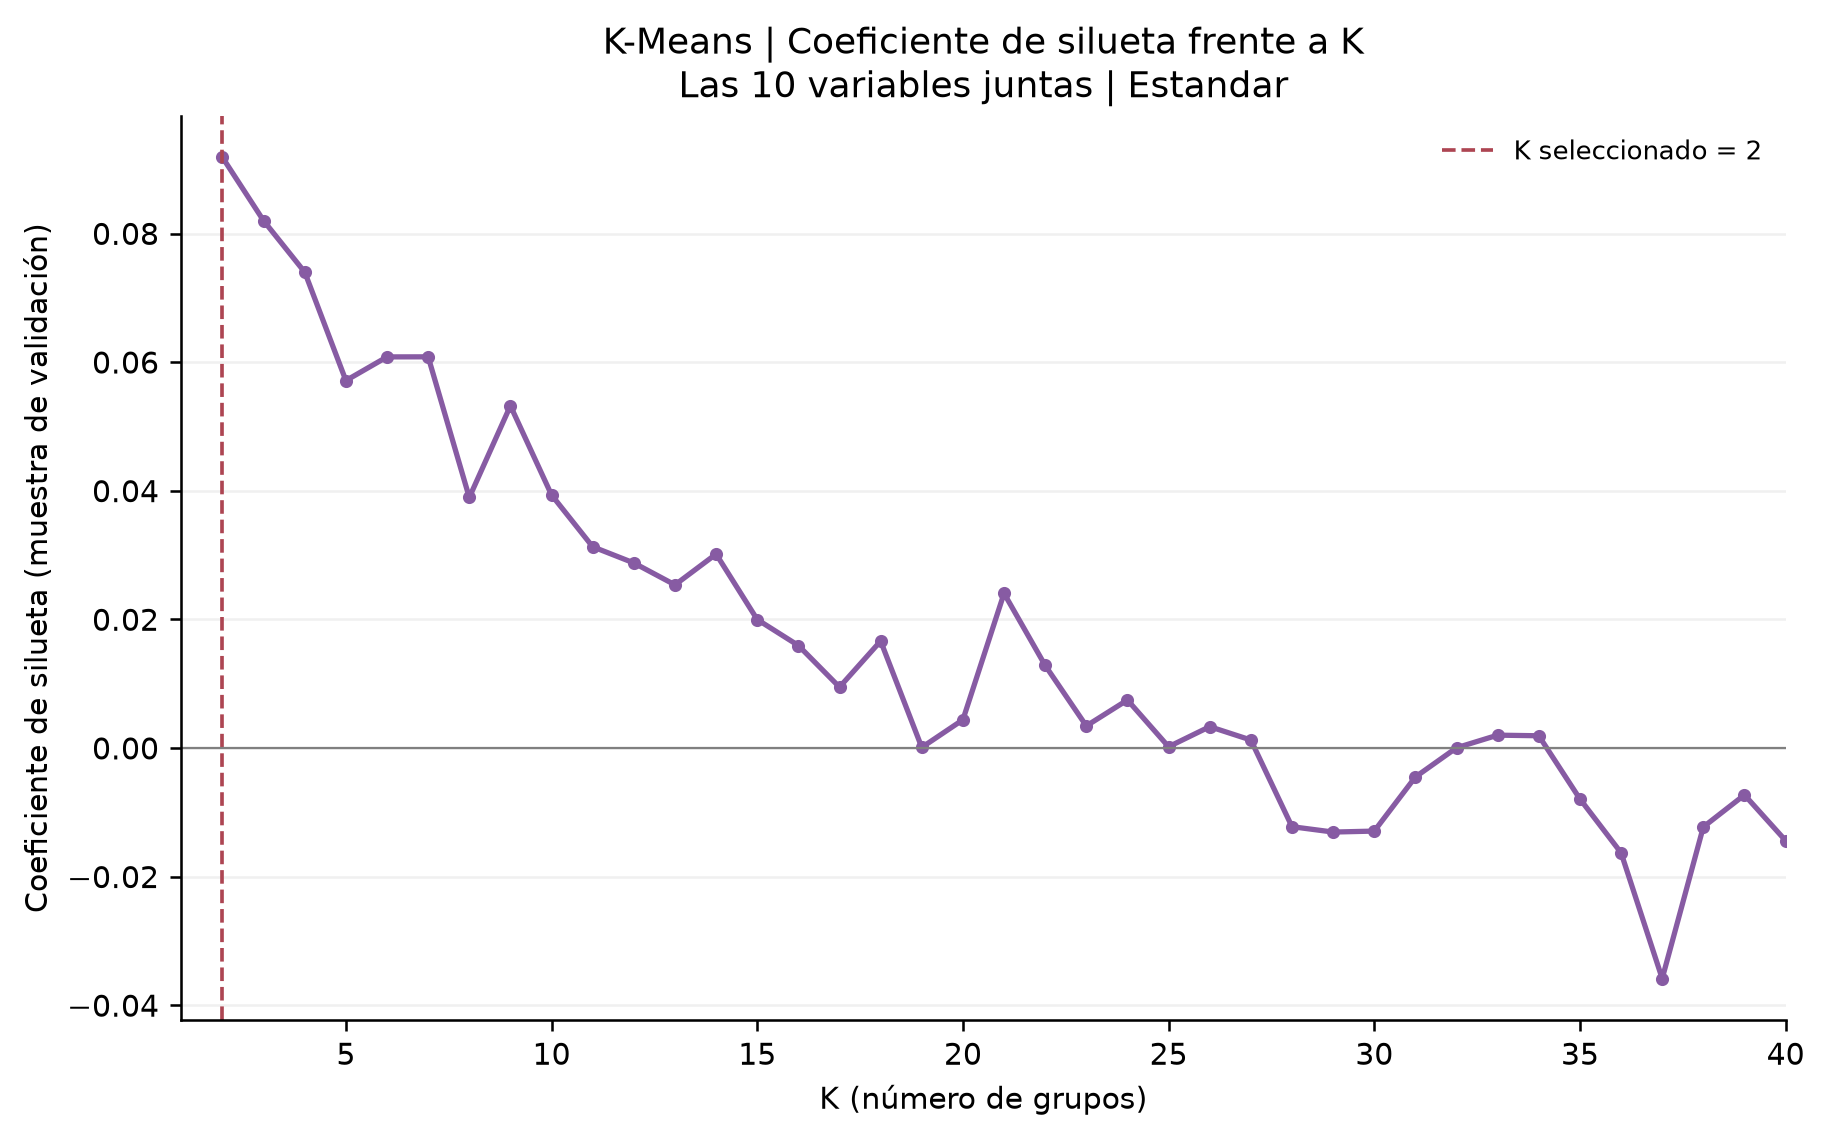 K-Means | Coeficiente de silueta frente a K
Las 10 variables juntas | Estandar
K seleccionado = 2
Coeficiente de silueta (muestra de validación)
0.08
0.06
0.04
0.02
0.00
−0.02
−0.04
5 10 15 20 25 30 35 40
K (número de grupos)